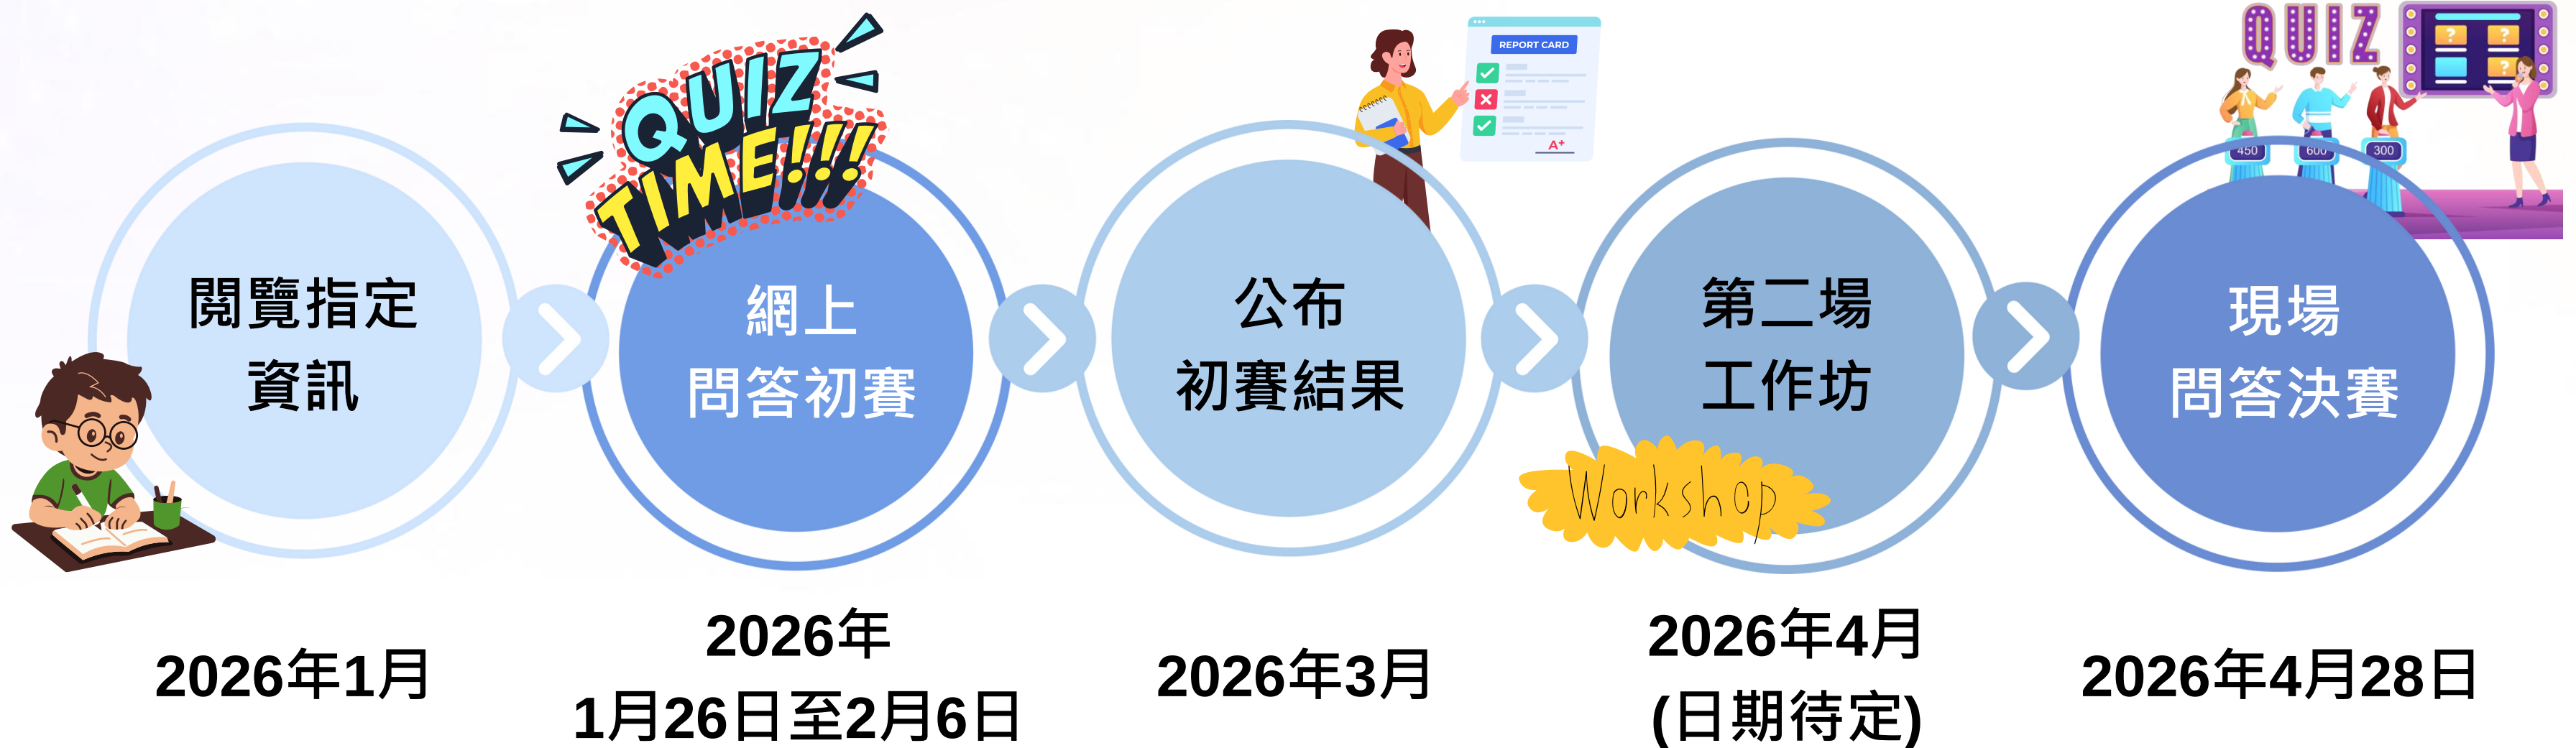 QUIZ
TIME!!!
REPORT CARD
A+
QUIZ
?
?
?
450
600
300
閱覽指定
資訊
網上
問答初賽
公布
初賽結果
第二場
工作坊
Workshop
現場
問答決賽
2026年1月
2026年
1月26日至2月6日
2026年3月
2026年4月
(日期待定)
2026年4月28日